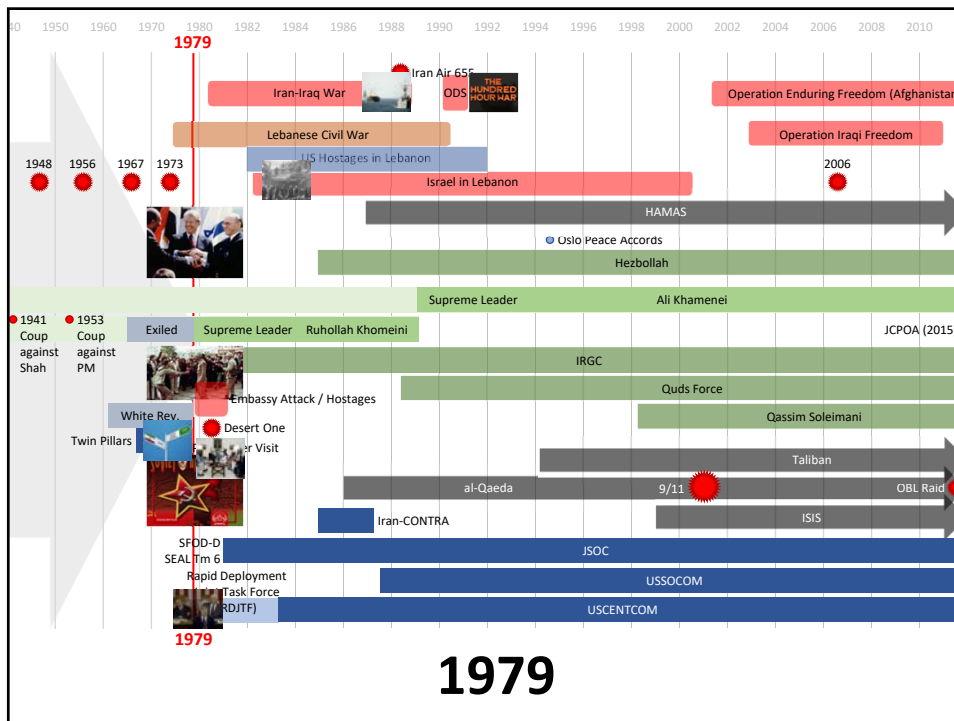 40 1950 1960 1970 1980 1982 1984 1986 1988 1990 1992 1994 1996 1998 2000 2002 2004 2006 2008 2010
1979
Iran Air 655
Iran-Iraq War
ODS
THE
HUNDRED
HOUR WAR
Operation Enduring Freedom (Afghanistan
Lebanese Civil War
Operation Iraqi Freedom
US Hostages in Lebanon
1948 1956 1967 1973
2006
Israel in Lebanon
HAMAS
Oslo Peace Accords
Hezbollah
Supreme Leader
Ali Khamenei
1941
Coup
against
Shah
1953
Coup
against
PM
Exiled
Supreme Leader
Ruhollah Khomeini
JCPOA (2015
IRGC
Quds Force
Embassy Attack / Hostages
White Rev.
Qassim Soleimani
Desert One
Twin Pillars
er Visit
Taliban
al-Qaeda
9/11
OBL Raid
ISIS
Iran-CONTRA
SFOD-D
SEAL Tm 6
JSOC
Rapid Deployment
t Task Force
RDJTF)
USSOCOM
USCENTCOM
1979
1979